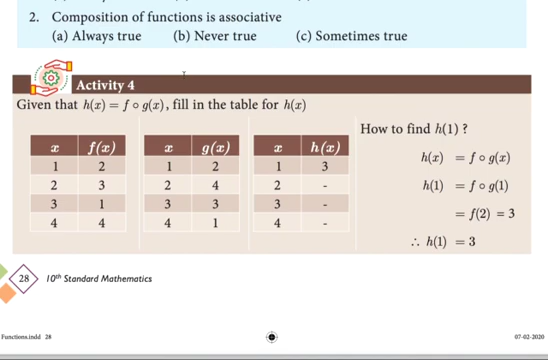 2. Composition of functions is associative
(a) Always true (b) Never true (c) Sometimes true
Activity 4
Given that h(x) = f ∘ g(x), fill in the table for h(x)
x f(x)
1 2
2 3
3 1
4 4
x g(x)
1 2
2 4
3 3
4 1
x h(x)
1 3
2 -
3 -
4 -
How to find h(1) ?
h(x) = f ∘ g(x)
h(1) = f ∘ g(1)
= f(2) = 3
∴ h(1) = 3
28 10th Standard Mathematics
Functions.indd 28 07-02-2020